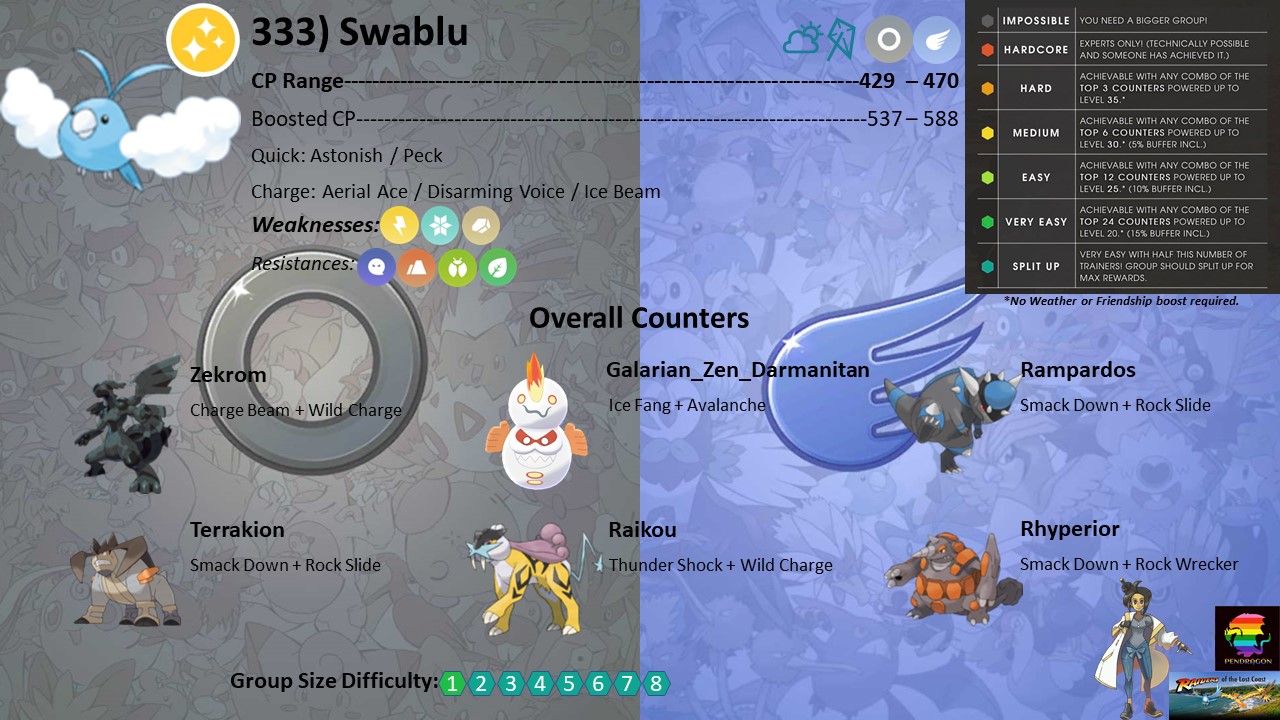 333) Swablu
CP Range----------------------------------------------------------------------------429 – 470
Boosted CP-------------------------------------------------------------------------537 – 588
Quick: Astonish / Peck
Charge: Aerial Ace / Disarming Voice / Ice Beam
Weaknesses:
Resistances:
IMPOSSIBLE YOU NEED A BIGGER GROUP!
HARDCORE EXPERTS ONLY! (TECHNICALLY POSSIBLE
AND SOMEONE HAS ACHIEVED IT.)
HARD ACHIEVABLE WITH ANY COMBO OF THE
TOP 3 COUNTERS POWERED UP TO
LEVEL 35.*
MEDIUM ACHIEVABLE WITH ANY COMBO OF THE
TOP 6 COUNTERS POWERED UP TO
LEVEL 30.* (5% BUFFER INCL.)
EASY ACHIEVABLE WITH ANY COMBO OF THE
TOP 12 COUNTERS POWERED UP TO
LEVEL 25.* (10% BUFFER INCL.)
VERY EASY ACHIEVABLE WITH ANY COMBO OF THE
TOP 24 COUNTERS POWERED UP TO
LEVEL 20.* (15% BUFFER INCL.)
SPLIT UP VERY EASY WITH HALF THIS NUMBER OF
TRAINERS! GROUP SHOULD SPLIT UP FOR
MAX REWARDS.
*No Weather or Friendship boost required.
Overall Counters
Zekrom
Charge Beam + Wild Charge
Galarian_Zen_Darmanitan
Ice Fang + Avalanche
Rampardos
Smack Down + Rock Slide
Terrakion
Smack Down + Rock Slide
Raikou
Thunder Shock + Wild Charge
Rhyperior
Smack Down + Rock Wrecker
Group Size Difficulty: 1 2 3 4 5 6 7 8
PENDRAGON
RAIDERS of the Lost Coast